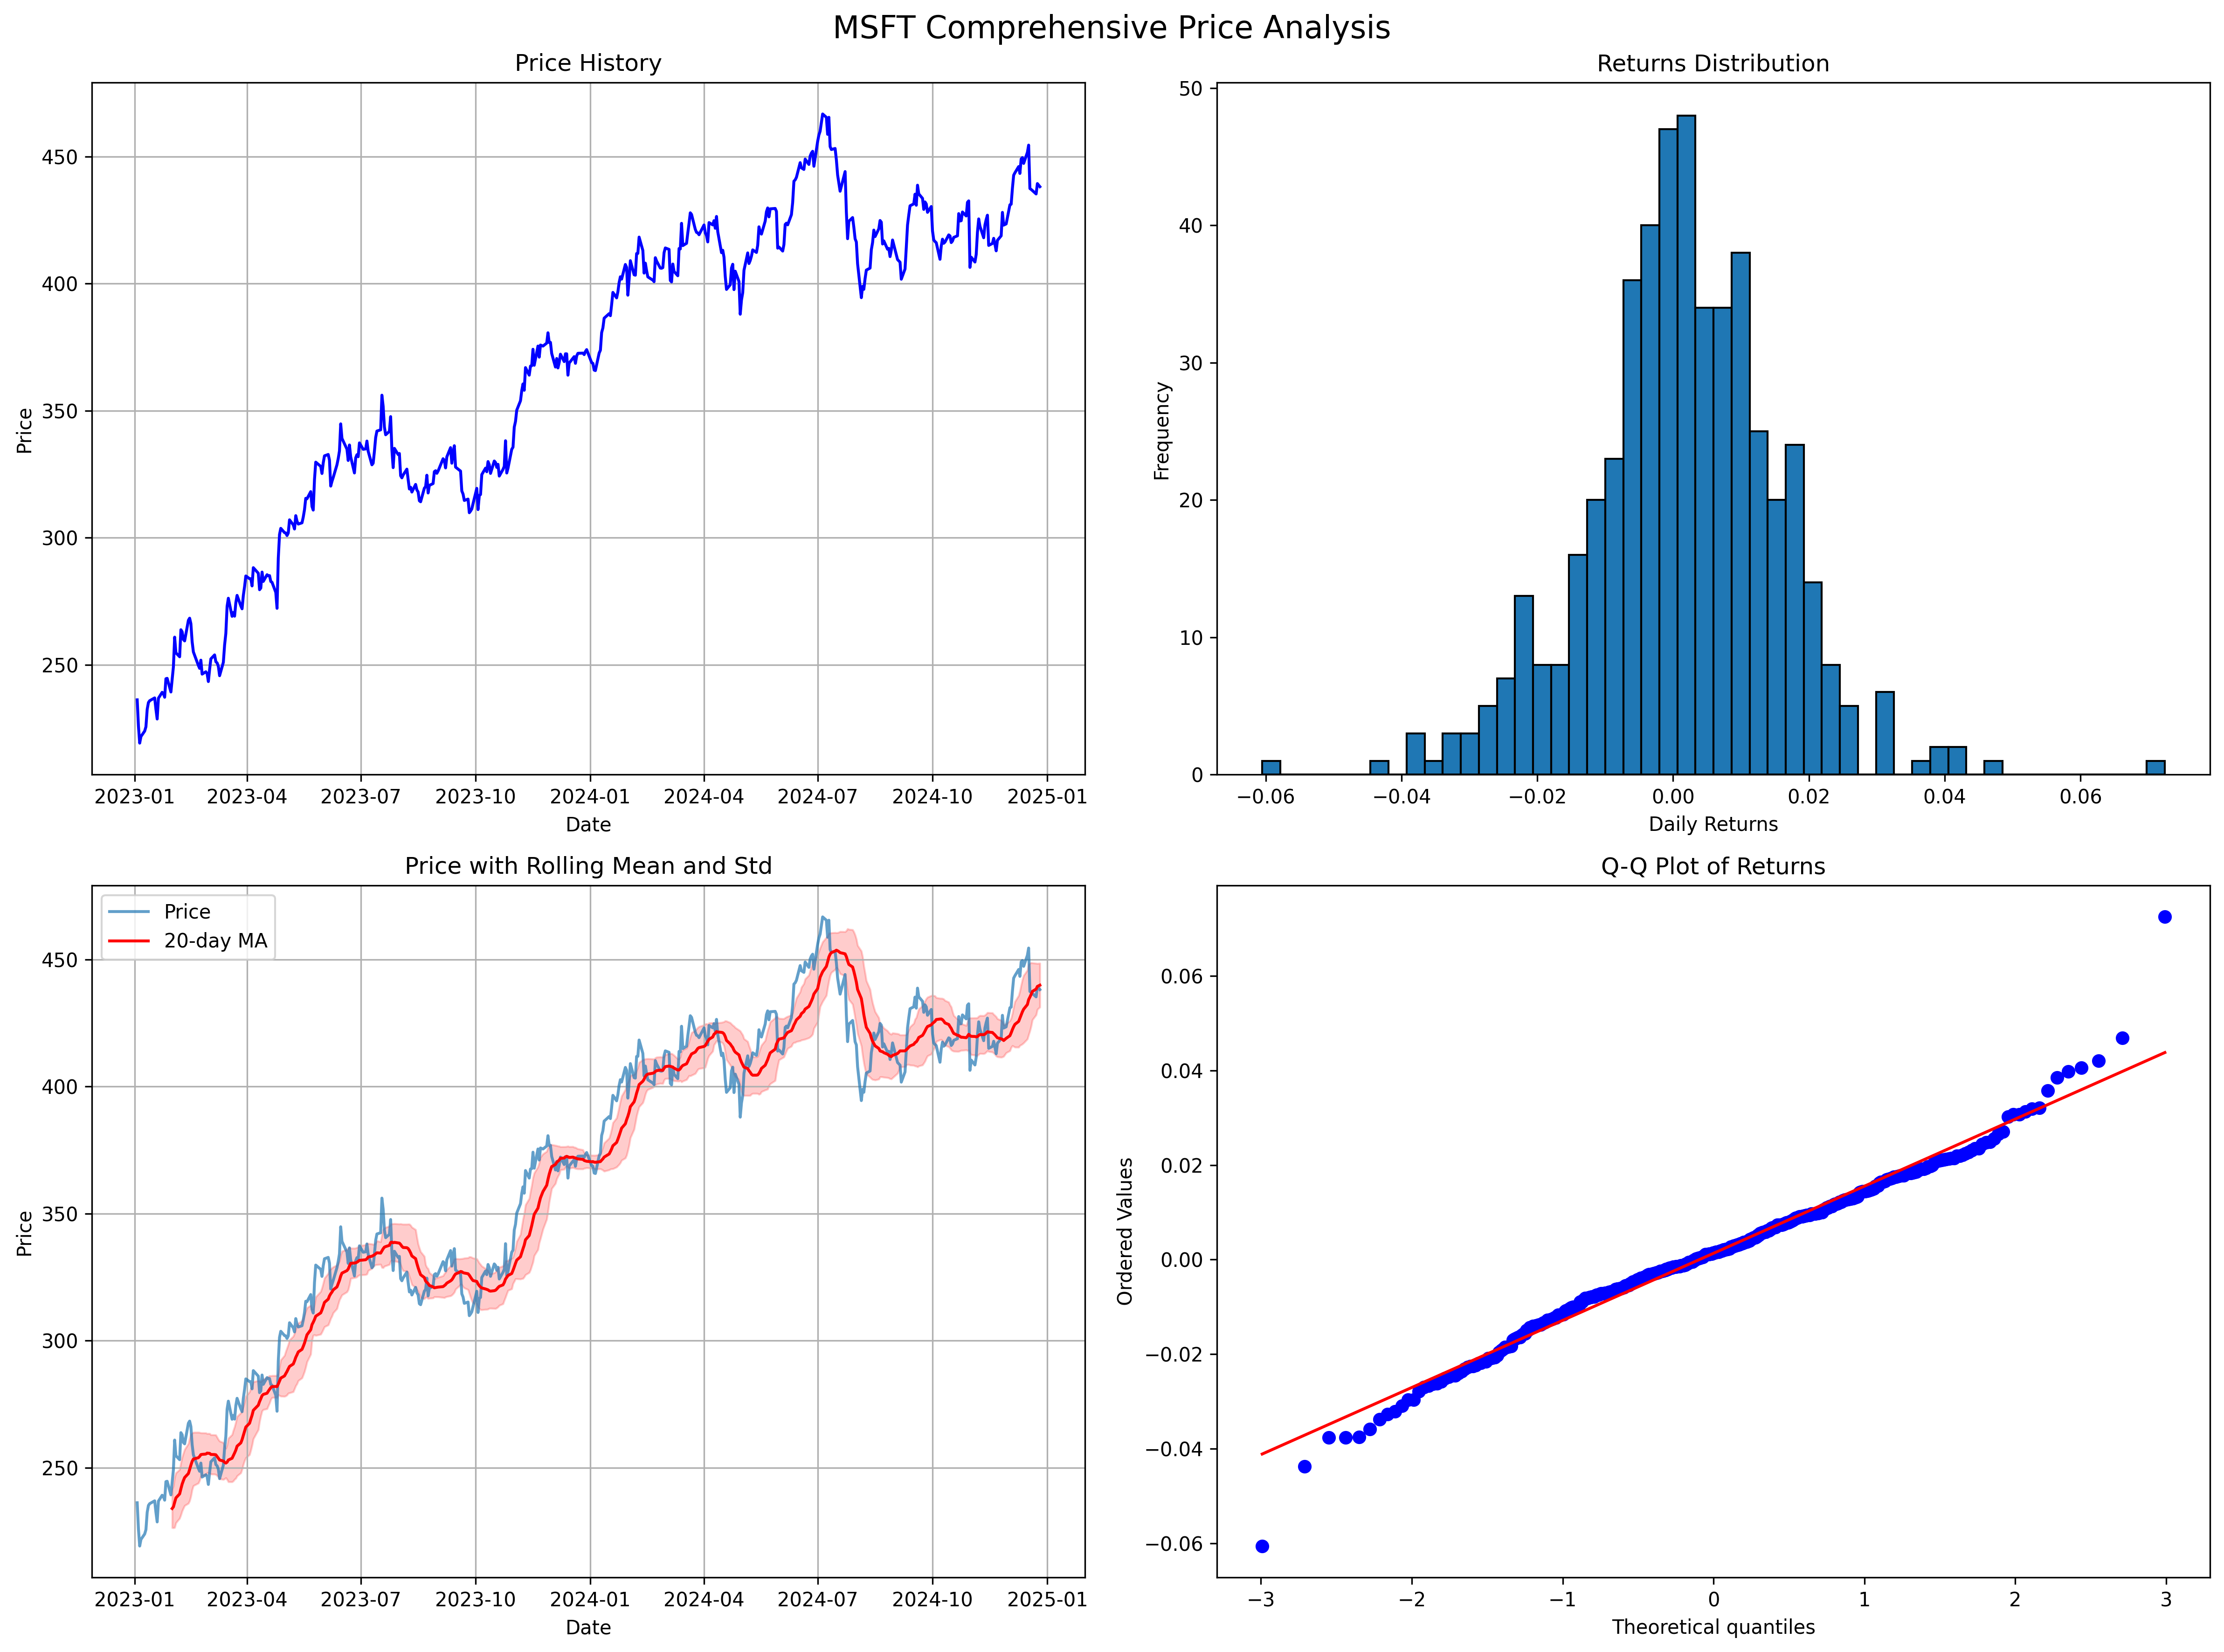 MSFT Comprehensive Price Analysis
Price History
Price
450
400
350
300
250
2023-01 2023-04 2023-07 2023-10 2024-01 2024-04 2024-07 2024-10 2025-01
Date
Returns Distribution
Frequency
50
40
30
20
10
0
−0.06 −0.04 −0.02 0.00 0.02 0.04 0.06
Daily Returns
Price with Rolling Mean and Std
Price
20-day MA
Price
450
400
350
300
250
2023-01 2023-04 2023-07 2023-10 2024-01 2024-04 2024-07 2024-10 2025-01
Date
Q-Q Plot of Returns
Ordered Values
0.06
0.04
0.02
0.00
−0.02
−0.04
−0.06
−3 −2 −1 0 1 2 3
Theoretical quantiles